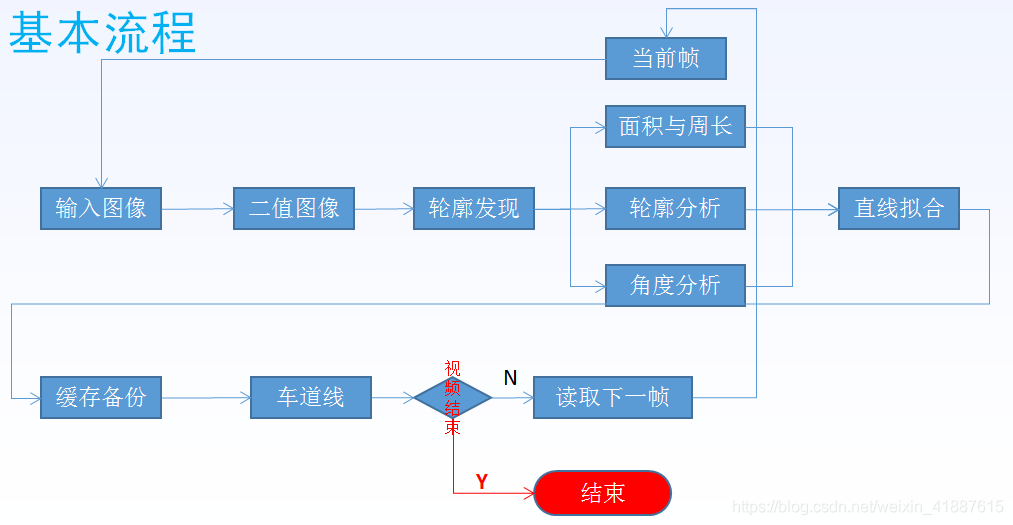 基本流程
当前帧
面积与周长
输入图像
二值图像
轮廓发现
轮廓分析
直线拟合
角度分析
缓存备份
车道线
视频结束
N
读取下一帧
Y
结束
https://blog.csdn.net/weixin_41887615